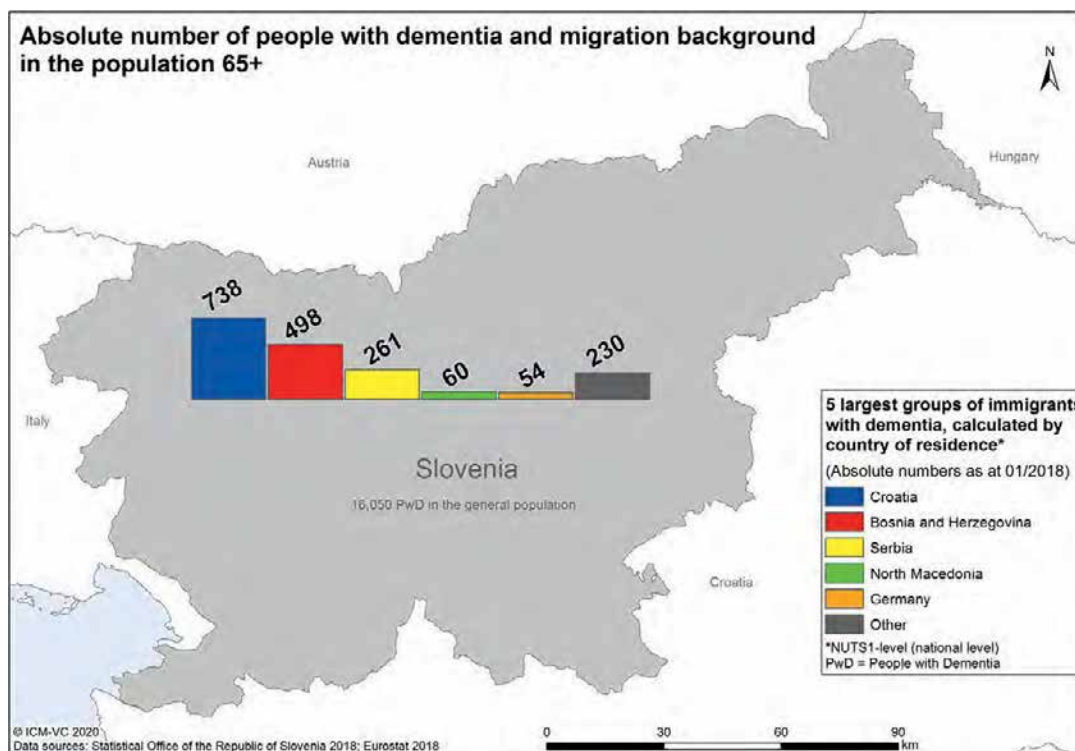 Absolute number of people with dementia and migration background
in the population 65+
N
Austria
Hungary
738
498
261
60
54
230
Italy
Slovenia
16,050 PwD in the general population
Croatia
5 largest groups of immigrants
with dementia, calculated by
country of residence*
(Absolute numbers as at 01/2018)
Croatia
Bosnia and Herzegovina
Serbia
North Macedonia
Germany
Other
*NUTS1-level (national level)
PwD = People with Dementia
© ICM-VC 2020
Data sources: Statistical Office of the Republic of Slovenia 2018; Eurostat 2018
0 30 60 90
km